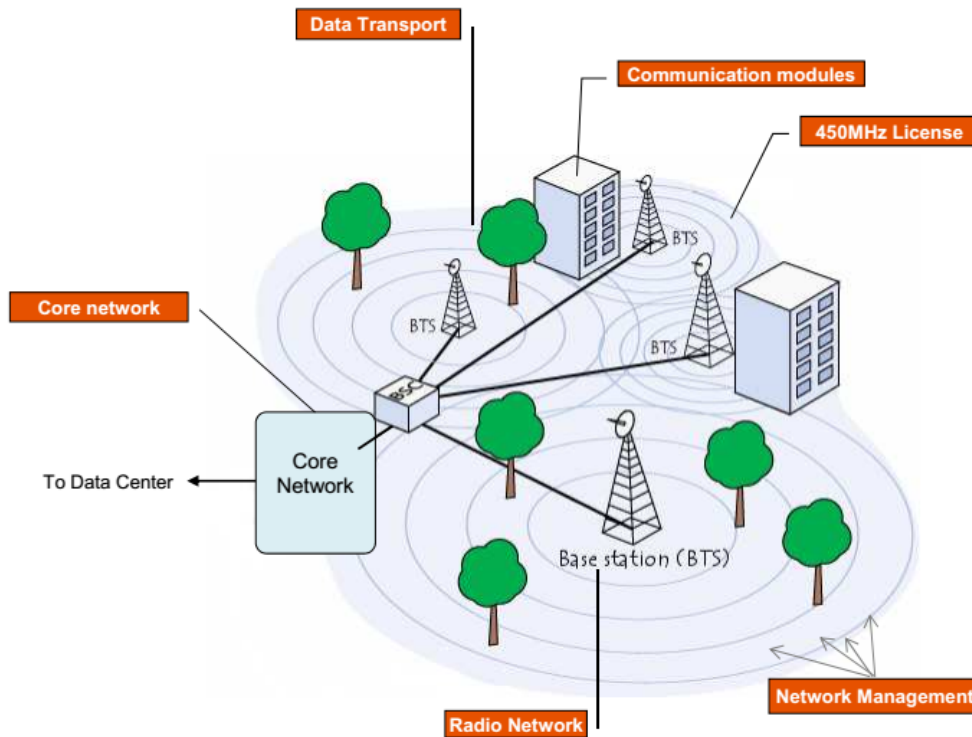 Data Transport
Communication modules
450MHz License
BTS
BTS
BTS
Core network
BSC
Core
Network
To Data Center
Base station (BTS)
Network Management
Radio Network